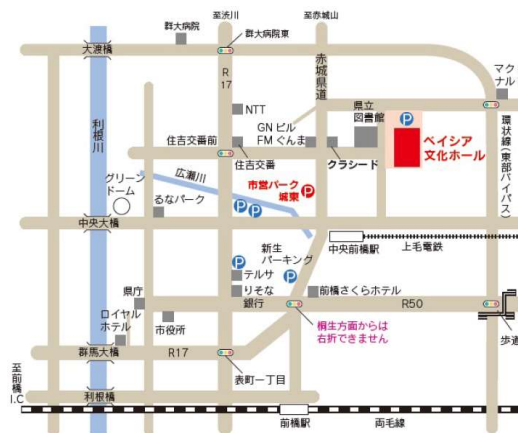 至渋川
至赤城山
群大病院
群大病院東
大渡橋
R
17
赤城県道
マク
ナル
NTT
県立
図書館
P
GN ビル
FMぐんま
ベイシア
文化ホール
利根川
住吉交番前
住吉交番
クラシード
環状線(東部バイパス)
広瀬川
グリーン
ドーム
市営パーク
城東
P
るなパーク
P
P
中央大橋
中央前橋駅
上毛電鉄
新生
パーキング
P
テルサ
P
県庁
りそな
銀行
前橋さくらホテル
R50
ロイヤル
ホテル
市役所
桐生方面からは
右折できません
歩道
群馬大橋
R17
表町一丁目
至前橋
I.C
利根橋
前橋駅
両毛線